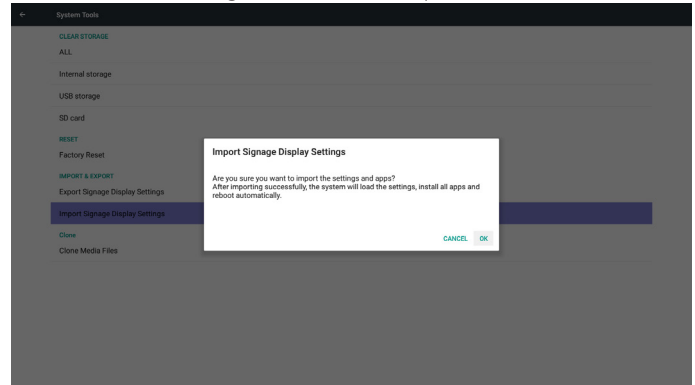 System Tools
CLEAR STORAGE
ALL
Internal storage
USB storage
SD card
RESET
Factory Reset
IMPORT & EXPORT
Export Signage Display Settings
Import Signage Display Settings
Clone
Clone Media Files
Import Signage Display Settings
Are you sure you want to import the settings and apps?
After importing successfully, the system will load the settings, install all apps and
reboot automatically.
CANCEL OK